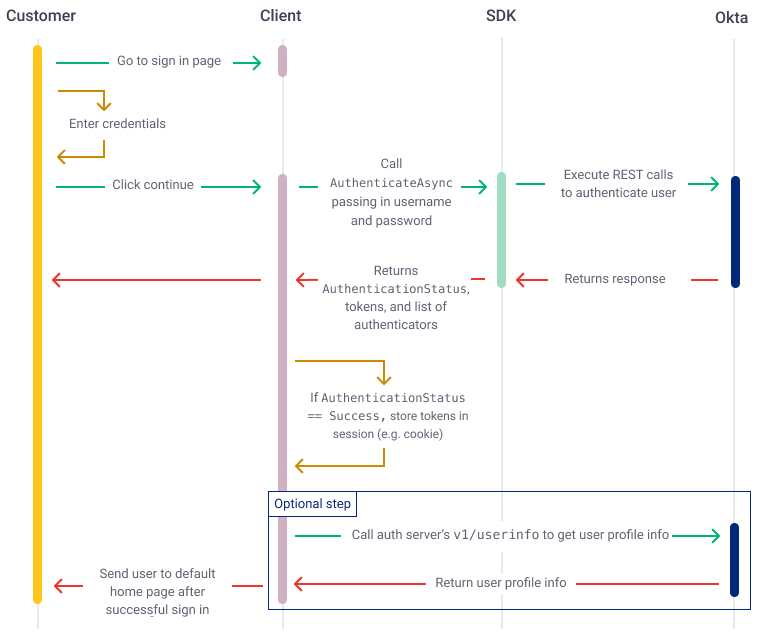 Customer
Client
SDK
Okta
Go to sign in page
Enter credentials
Click continue
Call
AuthenticateAsync
passing in username
and password
Execute REST calls
to authenticate user
Returns
AuthenticationStatus,
tokens, and list of
authenticators
Returns response
If AuthenticationStatus
== Success, store tokens in
session (e.g. cookie)
Optional step
Call auth server's v1/userinfo to get user profile info
Return user profile info
Send user to default
home page after
successful sign in